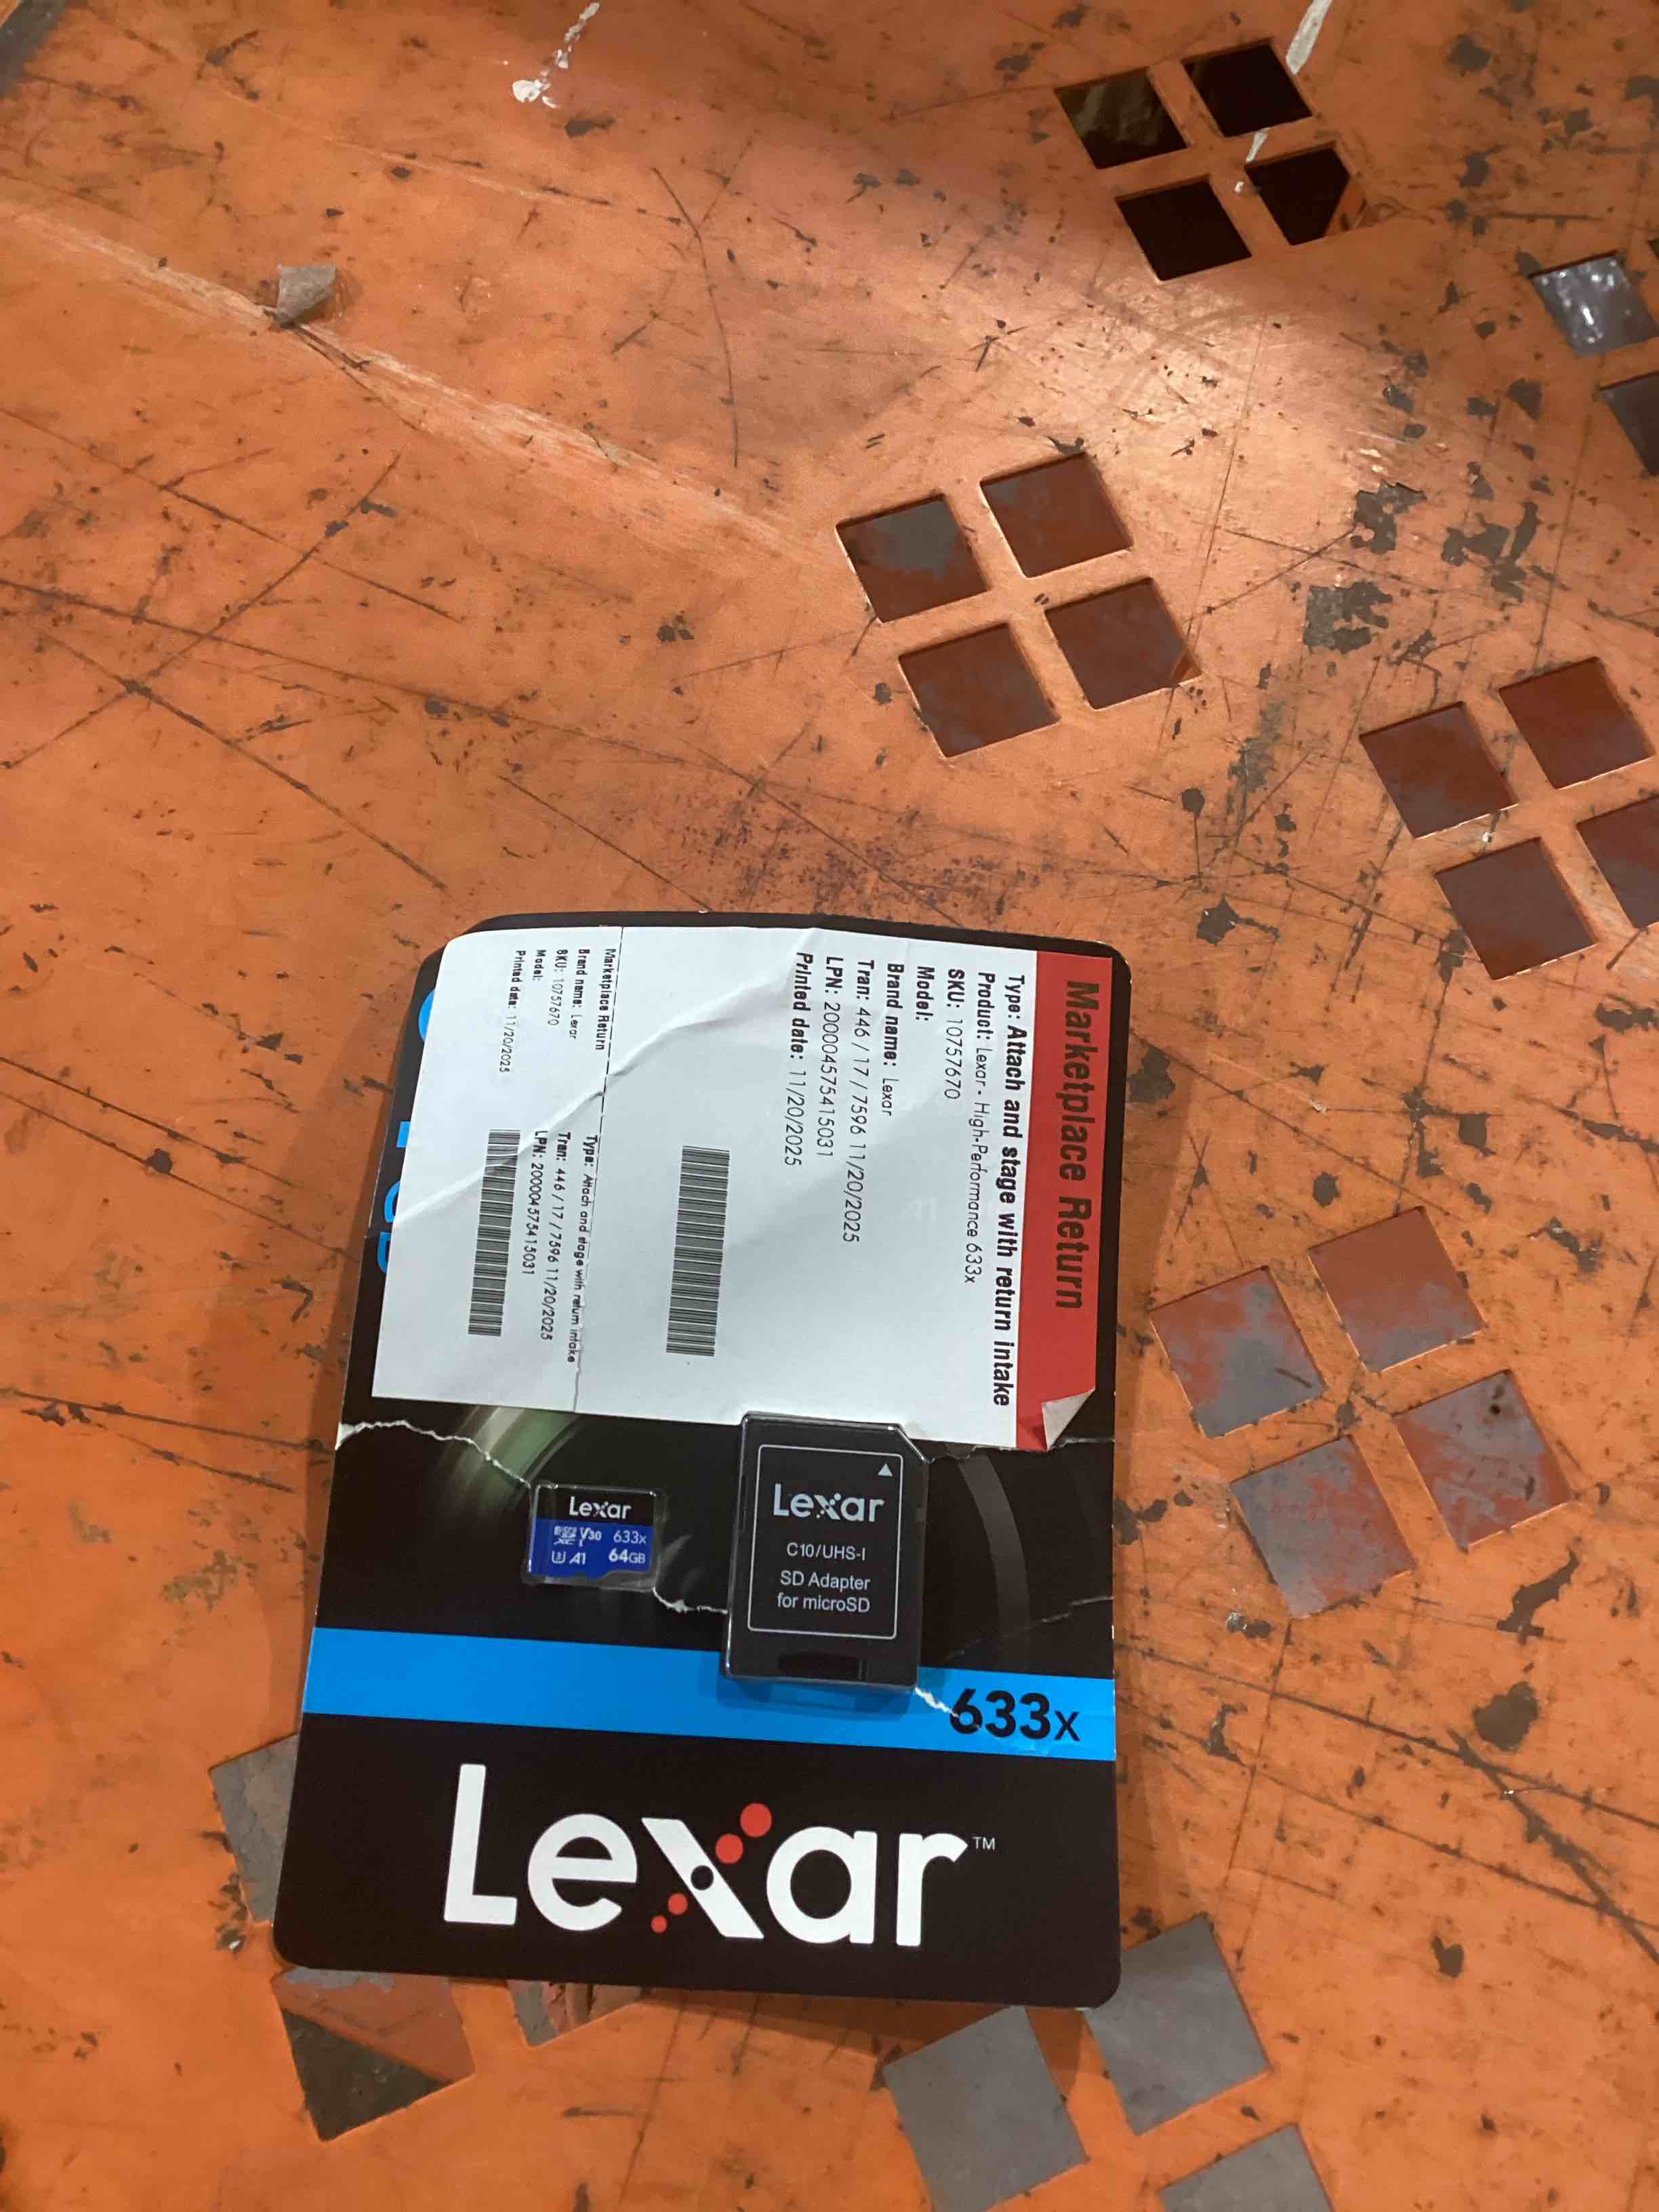 Marketplace Return
Type: Attach and stage with return intake
Product: Lexar - High-Performance 633x
SKU: 10757670
Model:
Brand name: Lexar
Tran: 446 / 17 / 7596 11/20/2025
LPN: 200004575415031
Printed date: 11/20/2025
Marketplace Return
Brand name: Lexar
SKU: 10757670
Model:
Printed date: 11/20/2025
Type: Attach and stage with return intake
Tran: 446 / 17 / 7596 11/20/2025
LPN: 200004575415031
Lexar
V30 633x
A1 64GB
Lexar
C10/UHS-I
SD Adapter
for microSD
633x
Lexar™